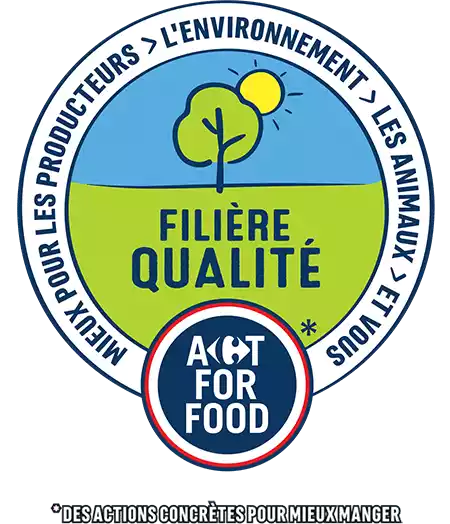 MIEUX POUR LES PRODUCTEURS > L'ENVIRONNEMENT > LES ANIMAUX > ET VOUS
FILIÈRE
QUALITÉ
*
ACT
FOR
FOOD
*DES ACTIONS CONCRÈTES POUR MIEUX MANGER